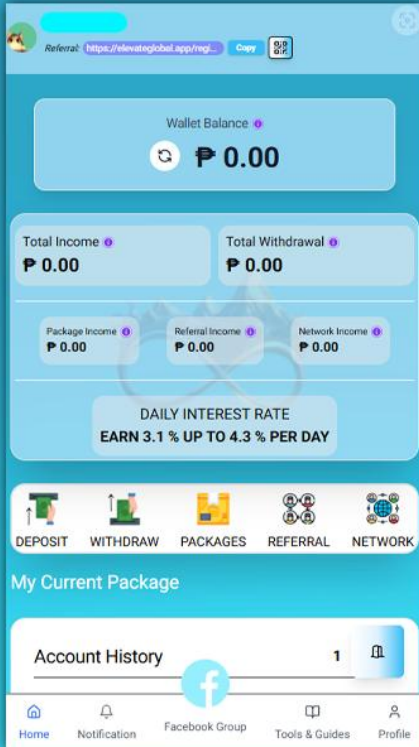 Referral: https://elevateglobal.app/regi... Copy
Wallet Balance
₱ 0.00
Total Income
₱ 0.00
Total Withdrawal
₱ 0.00
Package Income
₱ 0.00
Referral Income
₱ 0.00
Network Income
₱ 0.00
DAILY INTEREST RATE
EARN 3.1 % UP TO 4.3 % PER DAY
DEPOSIT
WITHDRAW
PACKAGES
REFERRAL
NETWORK
My Current Package
Account History 1
Home
Notification
Facebook Group
Tools & Guides
Profile